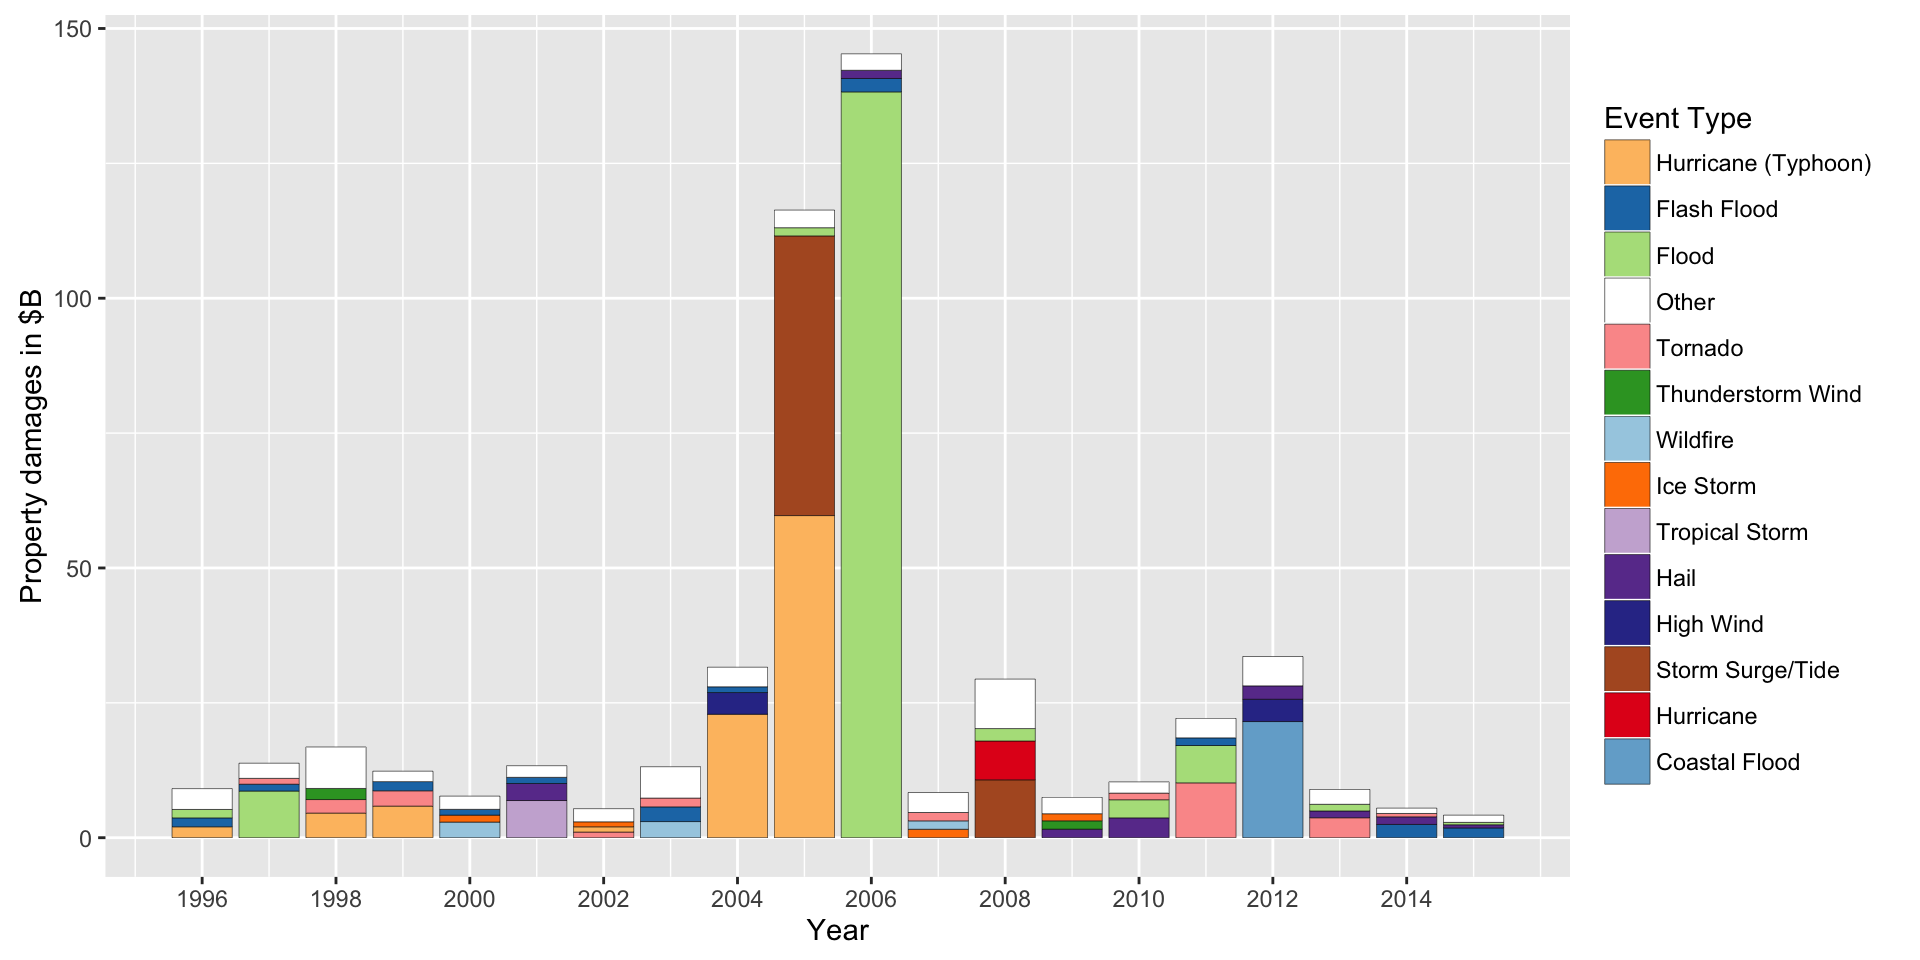 150
100
50
0
Property damages in $B
1996 1998 2000 2002 2004 2006 2008 2010 2012 2014
Year
Event Type
Hurricane (Typhoon)
Flash Flood
Flood
Other
Tornado
Thunderstorm Wind
Wildfire
Ice Storm
Tropical Storm
Hail
High Wind
Storm Surge/Tide
Hurricane
Coastal Flood